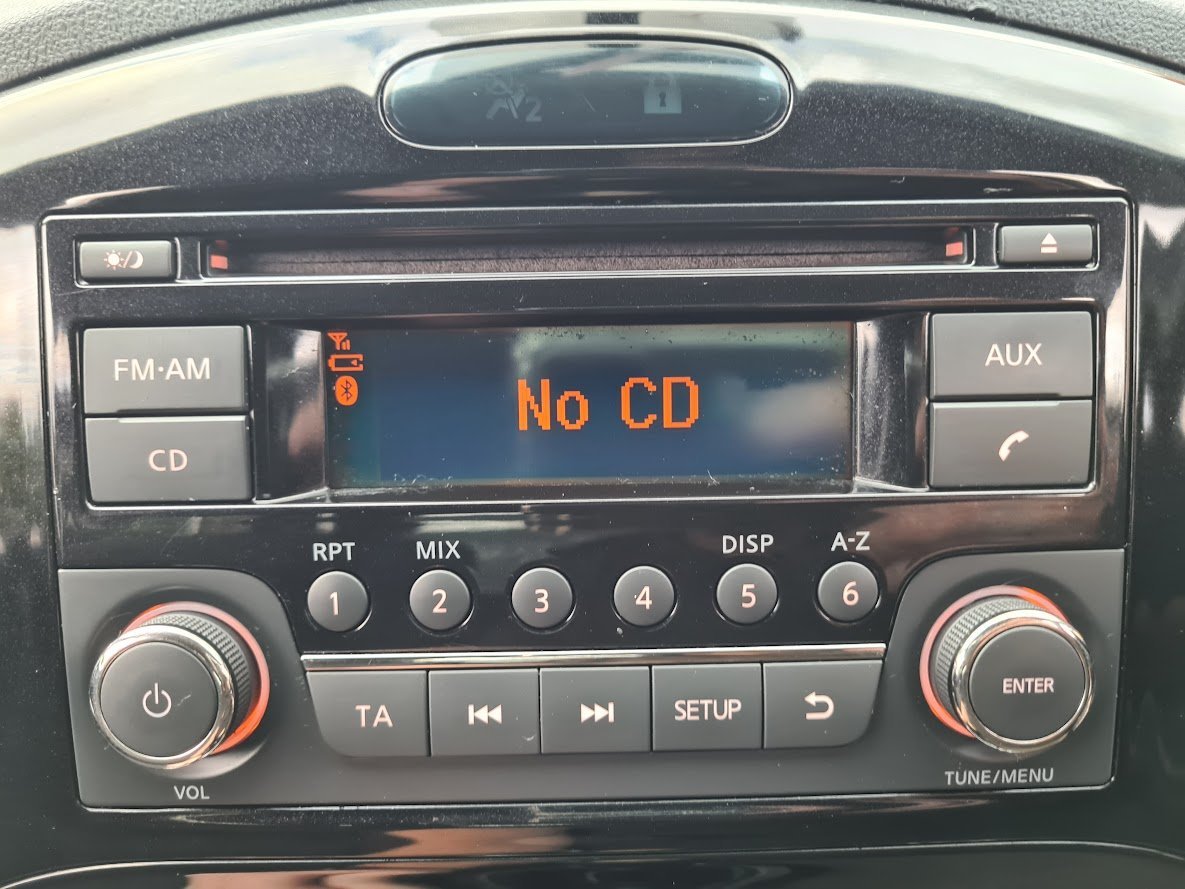 2
FM·AM
AUX
No CD
CD
RPT
MIX
DISP
A-Z
1
2
3
4
5
6
TA
SETUP
ENTER
VOL
TUNE/MENU